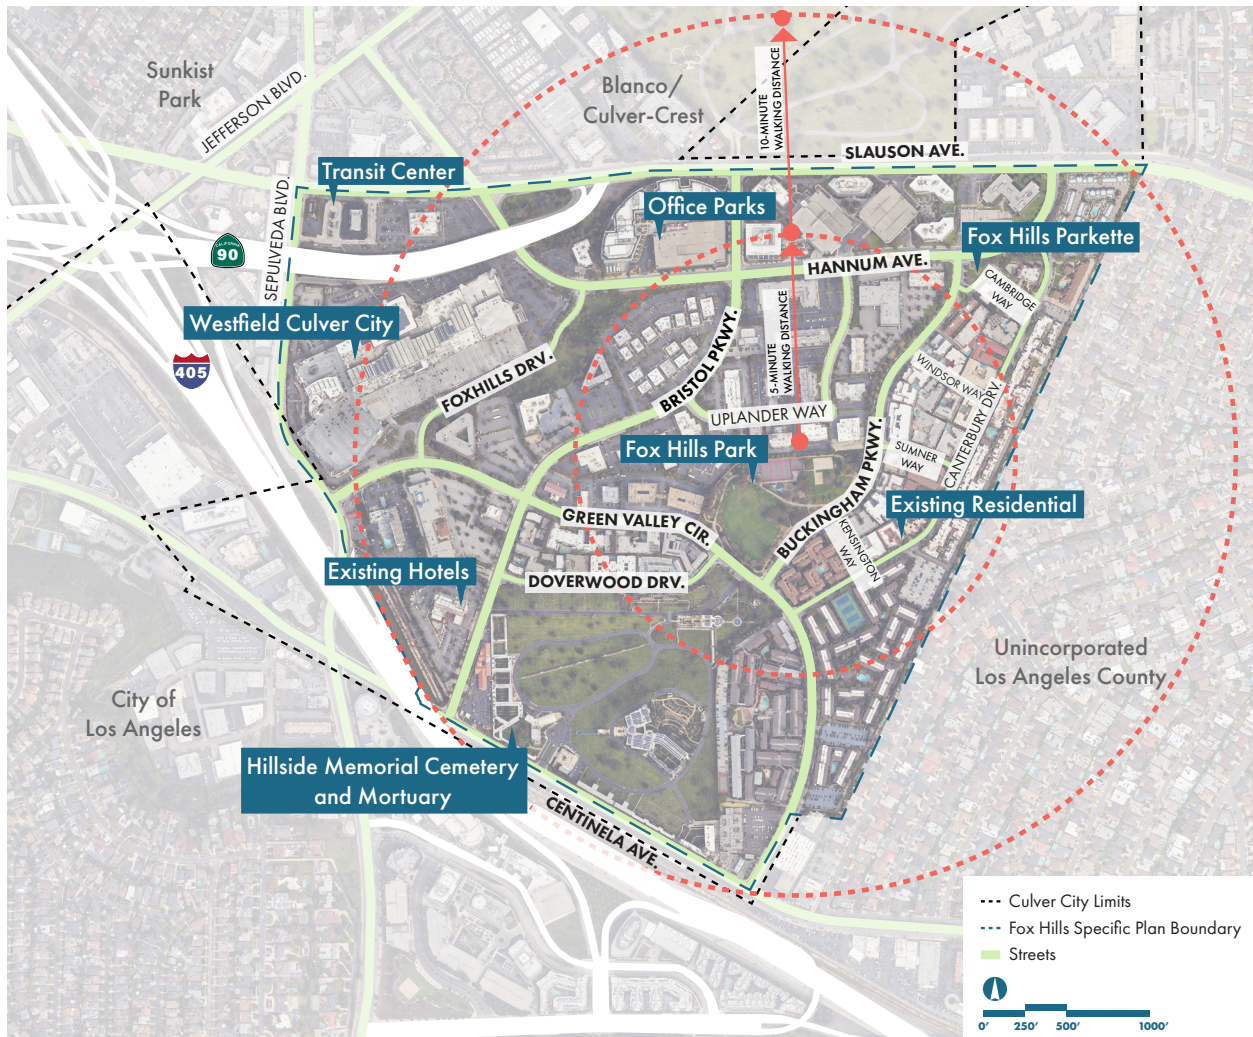 Sunkist
Park
JEFFERSON BLVD.
Blanco/
Culver-Crest
10-MINUTE
WALKING DISTANCE
SLAUSON AVE.
Transit Center
SEPULVEDA BLVD.
Office Parks
Fox Hills Parkette
CALIFORNIA
90
HANNUM AVE.
CAMBRIDGE
WAY
Westfield Culver City
405
5-MINUTE
WALKING DISTANCE
BRISTOL PKWY.
FOXHILLS DRV.
WINDSOR WAY
CANTERBURY DRV.
UPLANDER WAY
Fox Hills Park
BUCKINGHAM PKWY.
SUMNER
WAY
Existing Residential
GREEN VALLEY CIR.
KENSINGTON
WAY
Existing Hotels
DOVERWOOD DRV.
Unincorporated
Los Angeles County
City of
Los Angeles
Hillside Memorial Cemetery
and Mortuary
CENTINELA AVE.
Culver City Limits
Fox Hills Specific Plan Boundary
Streets
0' 250' 500' 1000'